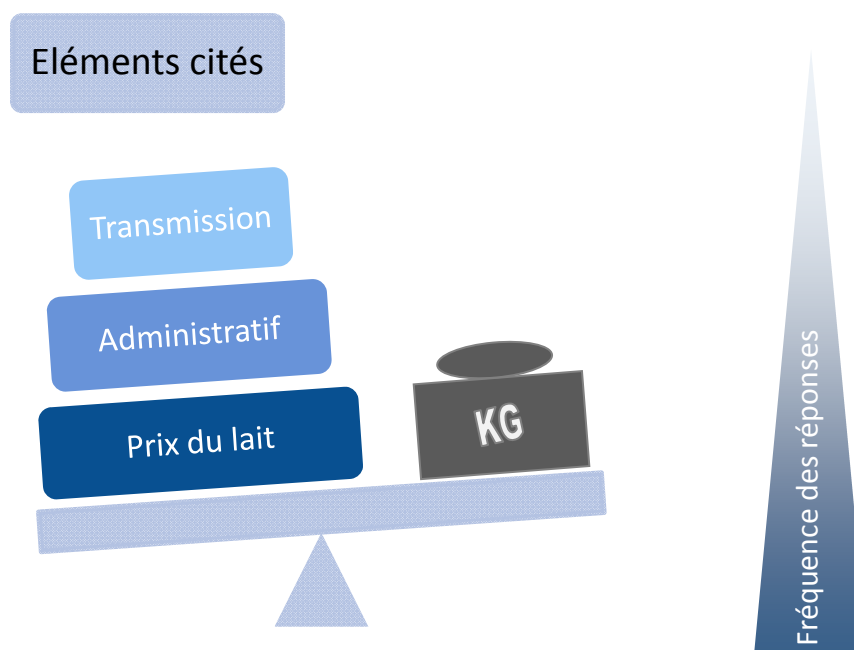 Eléments cités
Transmission
Administratif
Prix du lait
KG
Fréquence des réponses